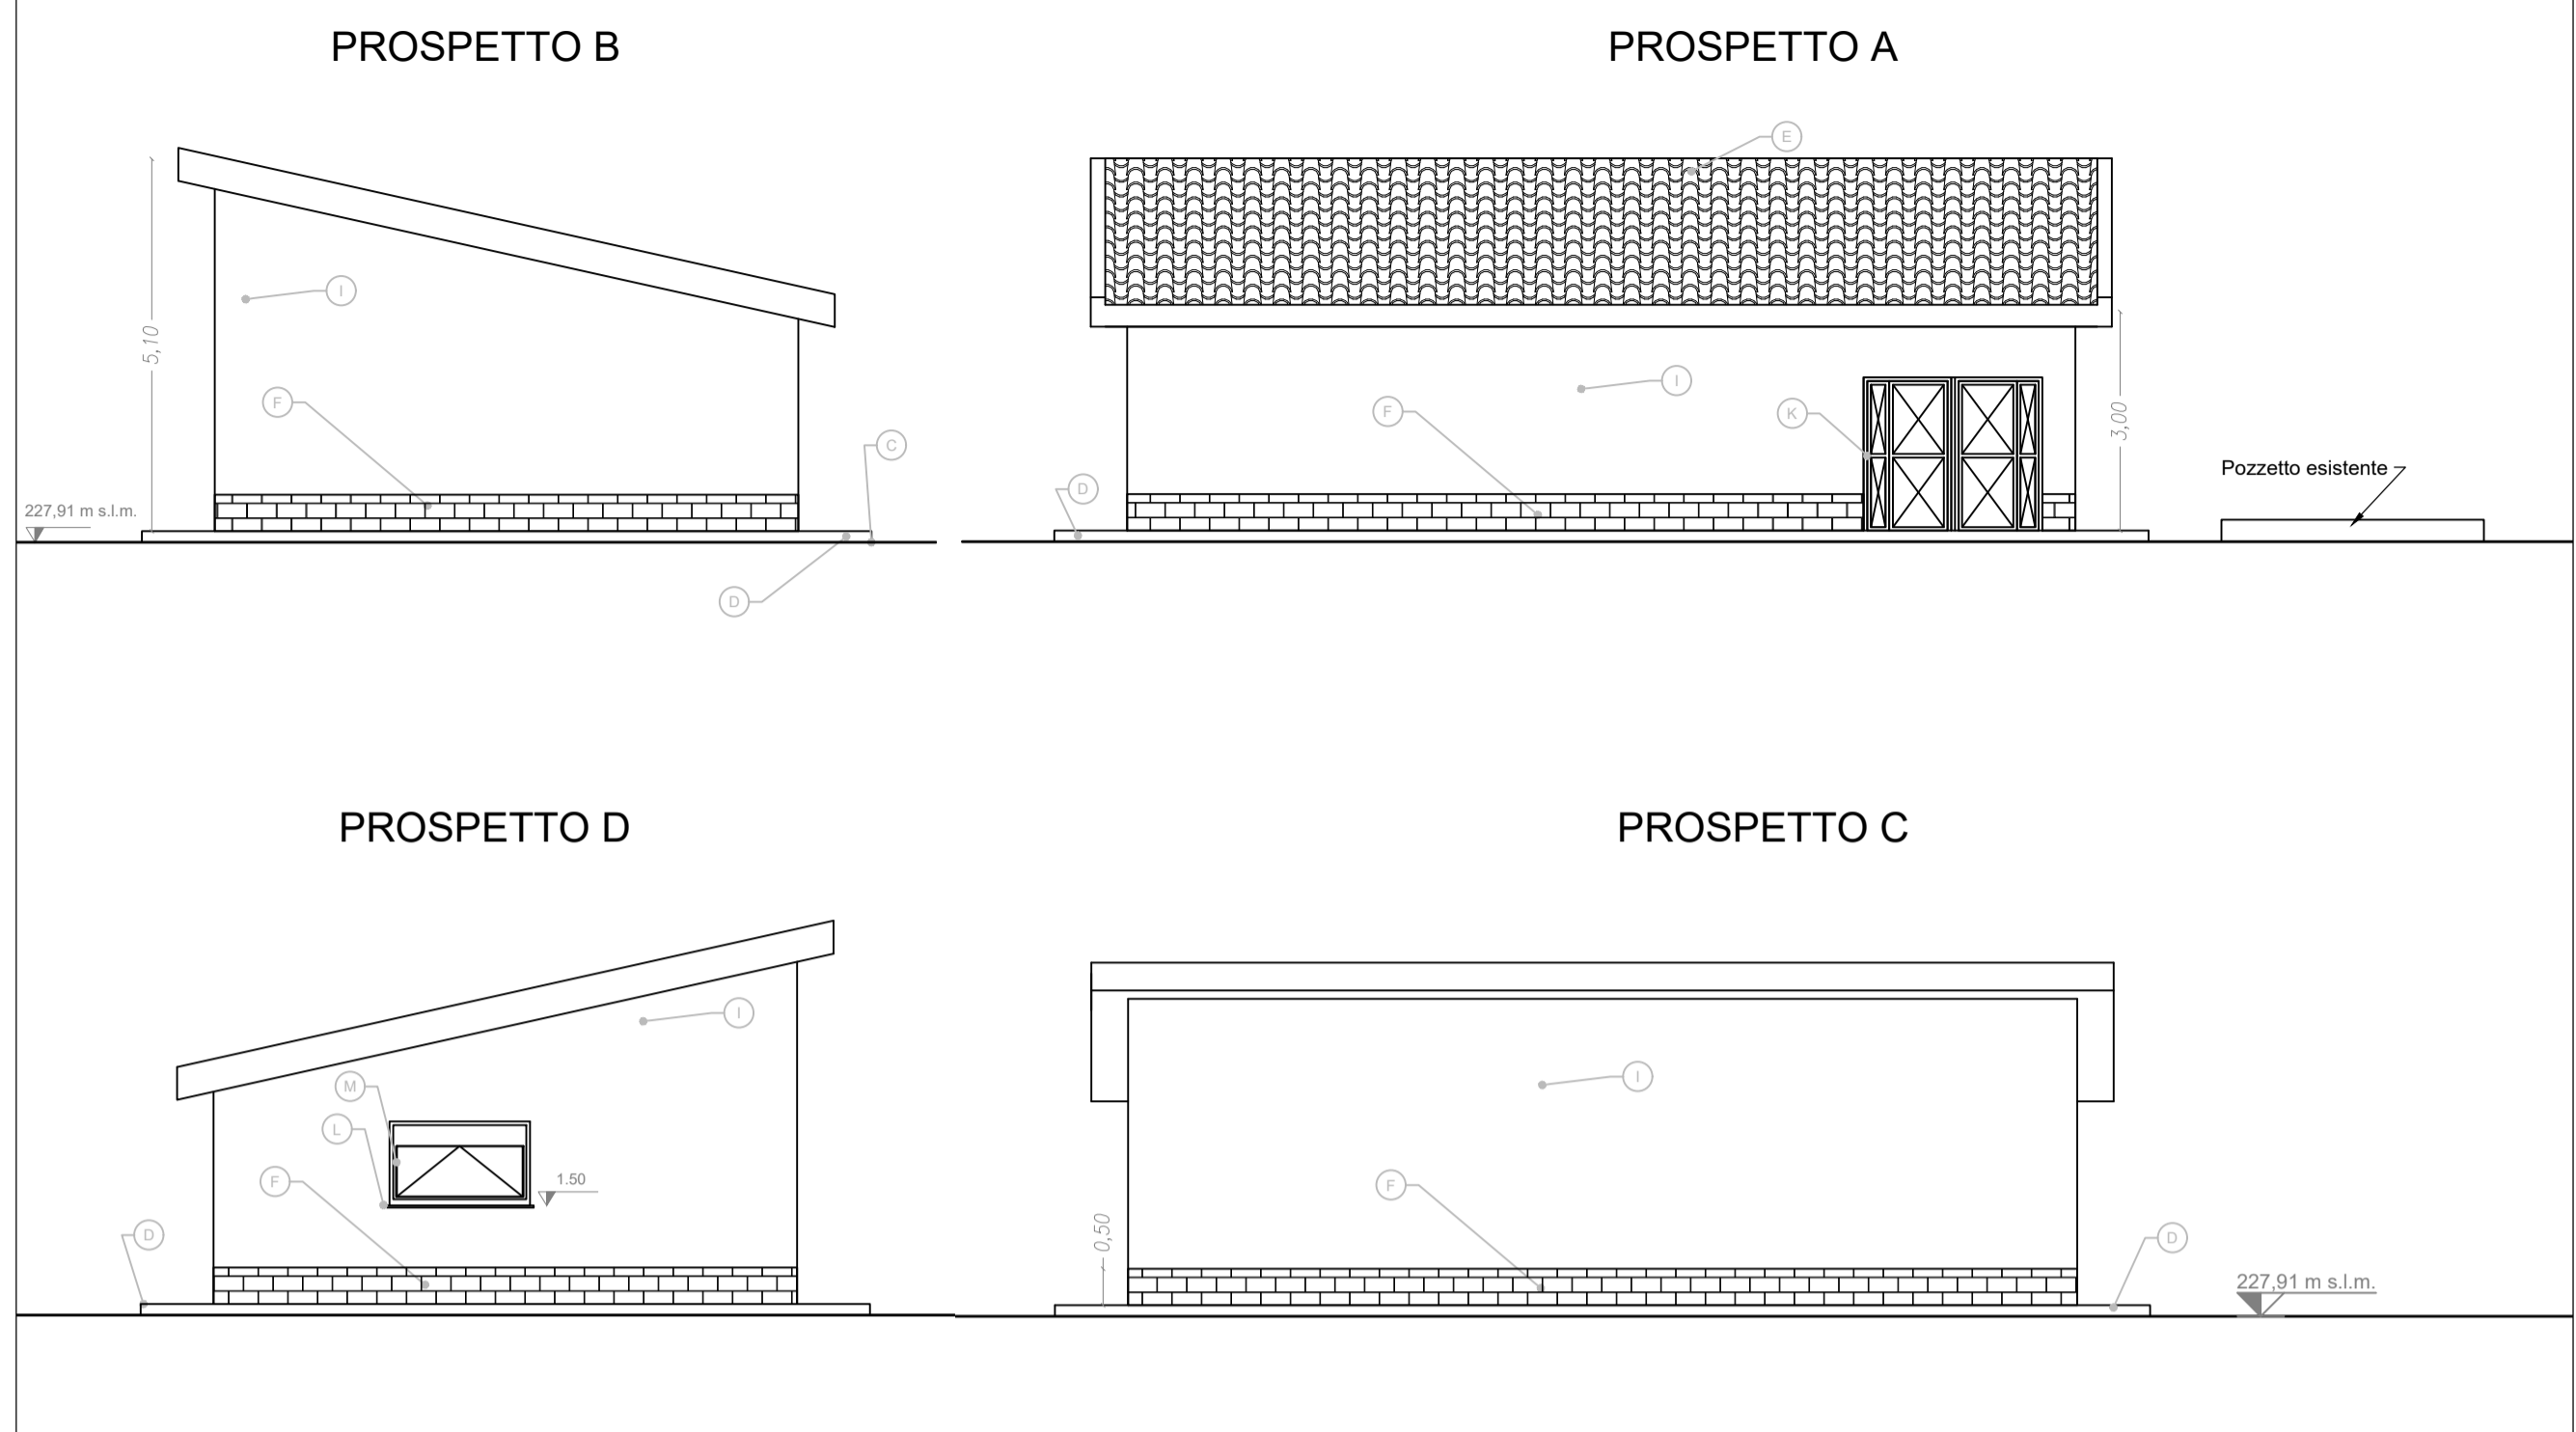 PROSPETTO B
PROSPETTO A
E
I
5,10
F
C
227,91 m s.l.m.
D
I
F
K
3,00
D
Pozzetto esistente
PROSPETTO D
PROSPETTO C
I
M
L
F
1.50
D
I
F
0,50
D
227,91 m s.l.m.